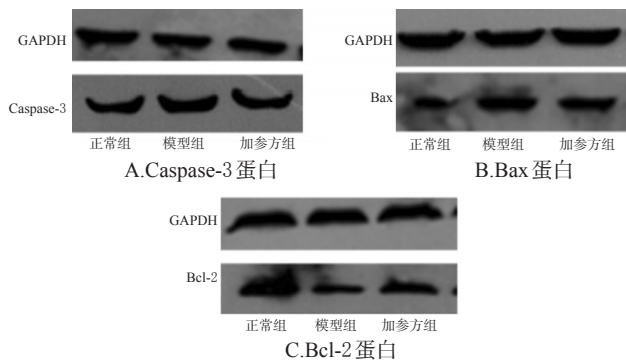 GAPDH
Caspase-3
正常组 模型组 加参方组
A.Caspase-3蛋白
GAPDH
Bax
正常组 模型组 加参方组
B.Bax蛋白
GAPDH
Bcl-2
正常组 模型组 加参方组
C.Bcl-2蛋白